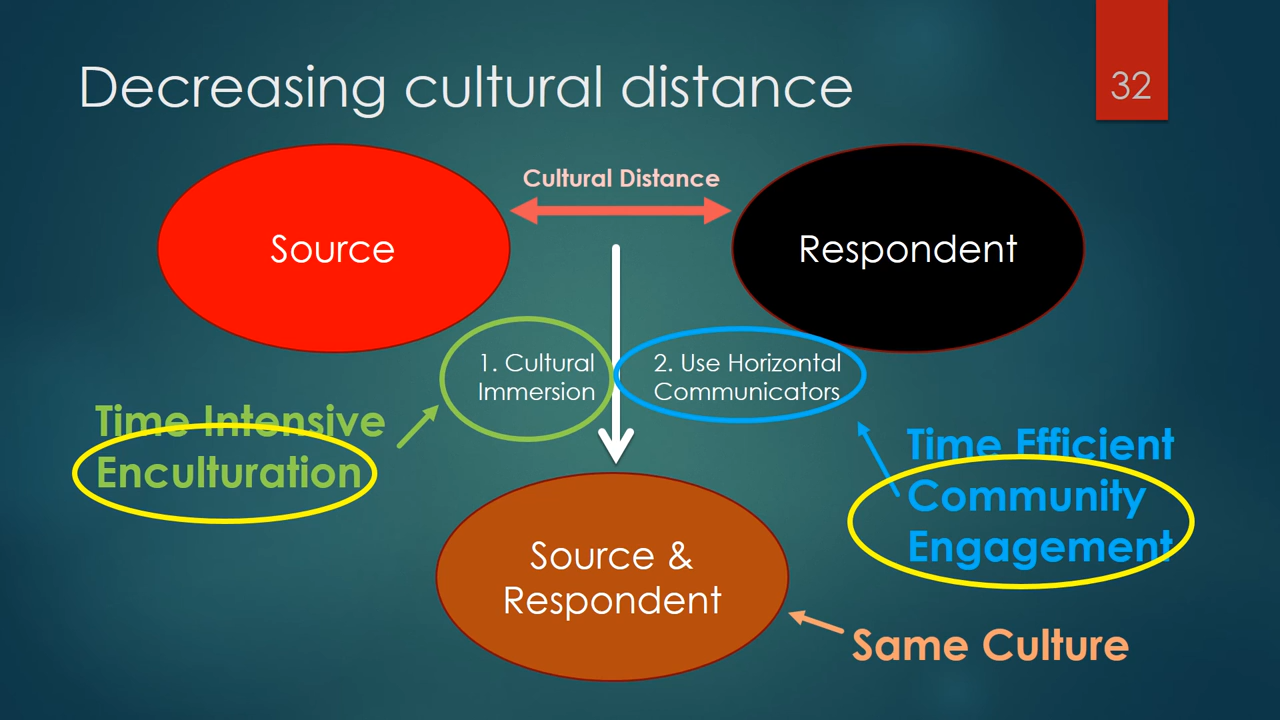 Decreasing cultural distance
32
Cultural Distance
Source
Respondent
1. Cultural
Immersion
2. Use Horizontal
Communicators
Time Intensive
Enculturation
Time Efficient
Community
Engagement
Source &
Respondent
Same Culture